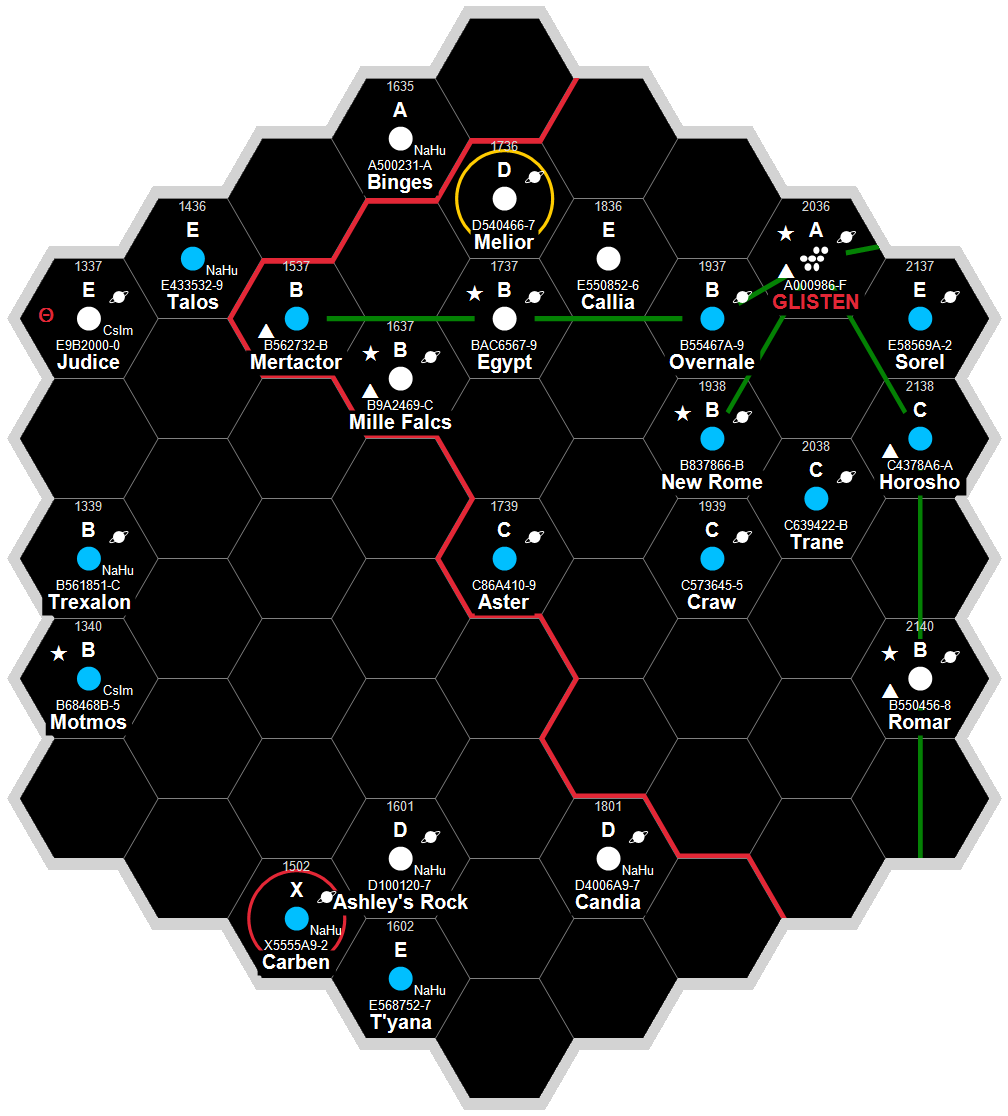 1635
A
NaHu
A500231-A
Binges
1736
D
D540466-7
Melior
1436
E
NaHu
E433532-9
Talos
1836
E
E550852-6
Callia
2036
A
A000986-F
GLISTEN
1337
E
Θ
CsIm
E9B2000-0
Judice
1537
B
B562732-B
Mertactor
1737
B
BAC6567-9
Egypt
1937
B
B55467A-9
Overnale
2137
E
E58569A-2
Sorel
1637
B
B9A2469-C
Mille Falcs
1938
B
B837866-B
New Rome
2138
C
C4378A6-A
Horosho
2038
C
C639422-B
Trane
1339
B
NaHu
B561851-C
Trexalon
1739
C
C86A410-9
Aster
1939
C
C573645-5
Craw
1340
B
CsIm
B68468B-5
Motmos
2140
B
B550456-8
Romar
1601
D
NaHu
D100120-7
Ashley's Rock
1801
D
NaHu
D4006A9-7
Candia
1502
X
NaHu
X5555A9-2
Carben
1602
E
NaHu
E568752-7
T'yana